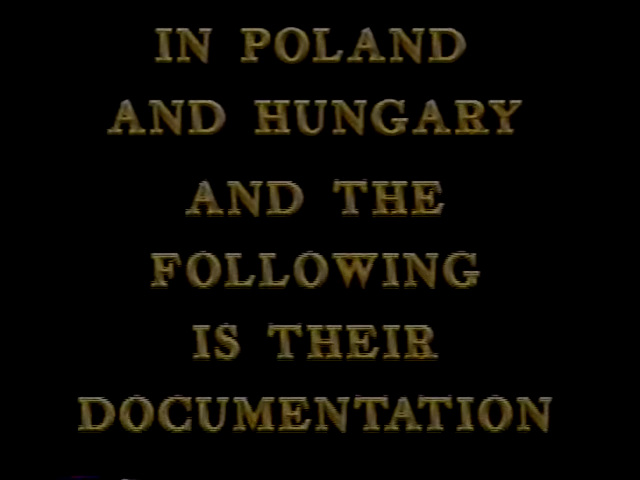 IN POLAND
AND HUNGARY
AND THE
FOLLOWING
IS THEIR
DOCUMENTATION